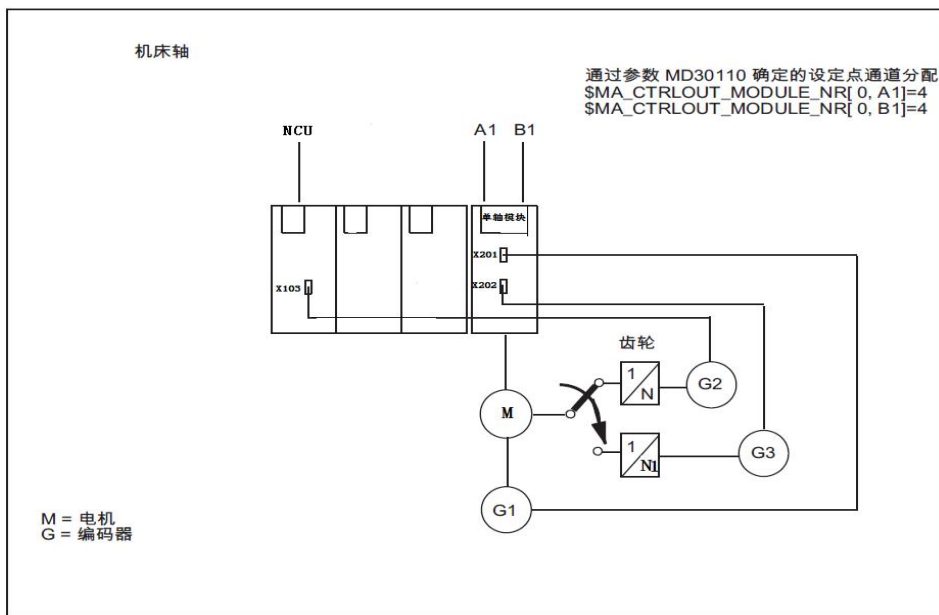 机床轴
通过参数 MD30110 确定的设定点通道分配
$MA_CTRLOUT_MODULE_NR[ 0, A1]=4
$MA_CTRLOUT_MODULE_NR[ 0, B1]=4
NCU
A1
B1
单轴模块
X201
X103
X202
齿轮
1
N
G2
M
1
N1
G3
G1
M = 电机
G = 编码器